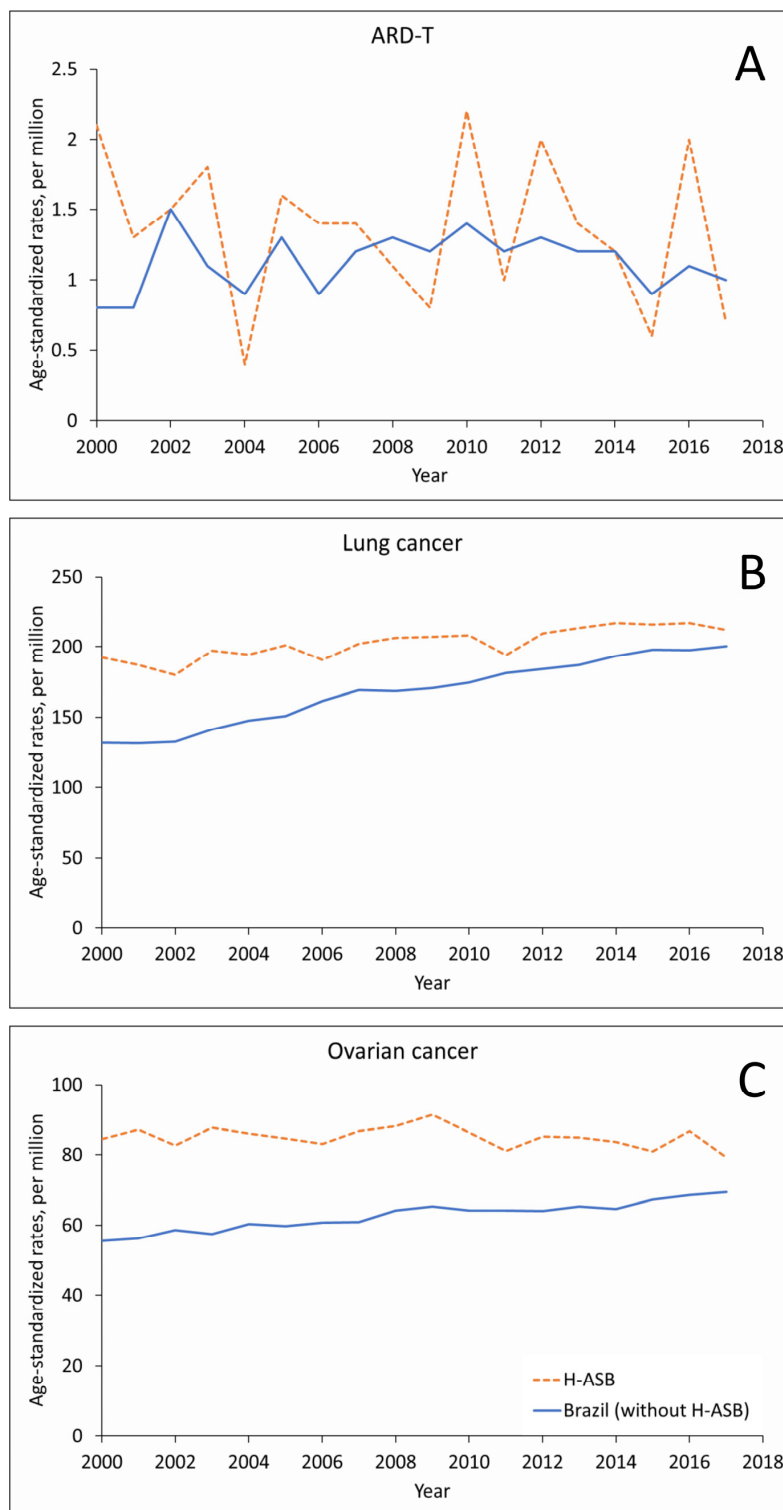 ARD-T
A
2.5
2
1.5
1
0.5
0
Age-standardized rates, per million
2000 2002 2004 2006 2008 2010 2012 2014 2016 2018
Year
Lung cancer
B
250
200
150
100
50
0
Age-standardized rates, per million
2000 2002 2004 2006 2008 2010 2012 2014 2016 2018
Year
Ovarian cancer
C
100
80
60
40
20
0
Age-standardized rates, per million
H-ASB
Brazil (without H-ASB)
2000 2002 2004 2006 2008 2010 2012 2014 2016 2018
Year